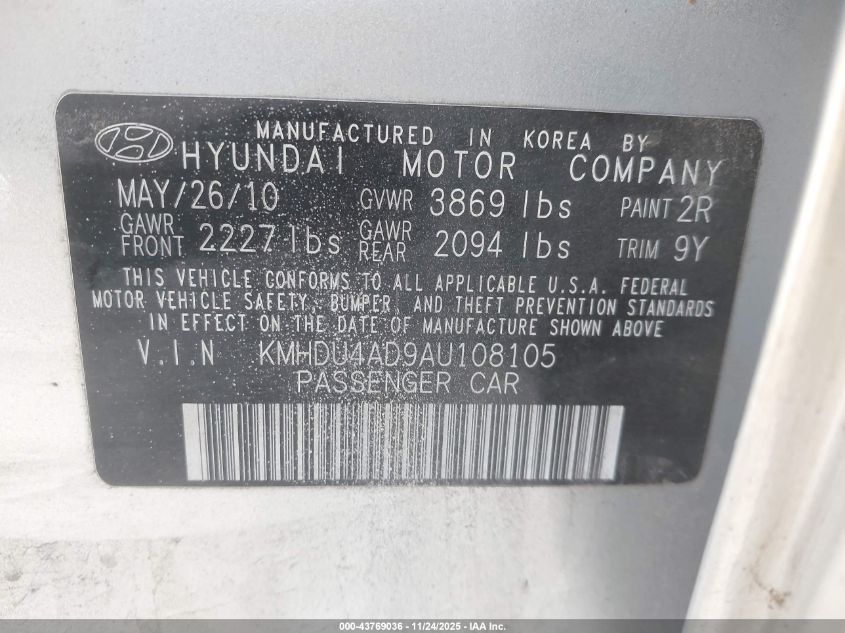 MANUFACTURED IN KOREA BY
HYUNDAI MOTOR COMPANY
MAY/26/10 GVWR 3869 lbs PAINT 2R
GAWR FRONT 2227 lbs GAWR REAR 2094 lbs TRIM 9Y
THIS VEHICLE CONFORMS TO ALL APPLICABLE U.S.A. FEDERAL
MOTOR VEHICLE SAFETY, BUMPER, AND THEFT PREVENTION STANDARDS
IN EFFECT ON THE DATE OF MANUFACTURE SHOWN ABOVE
V.I.N KMHDU4AD9AU108105
PASSENGER CAR
000-43769036 - 11/24/2025 - IAA Inc.